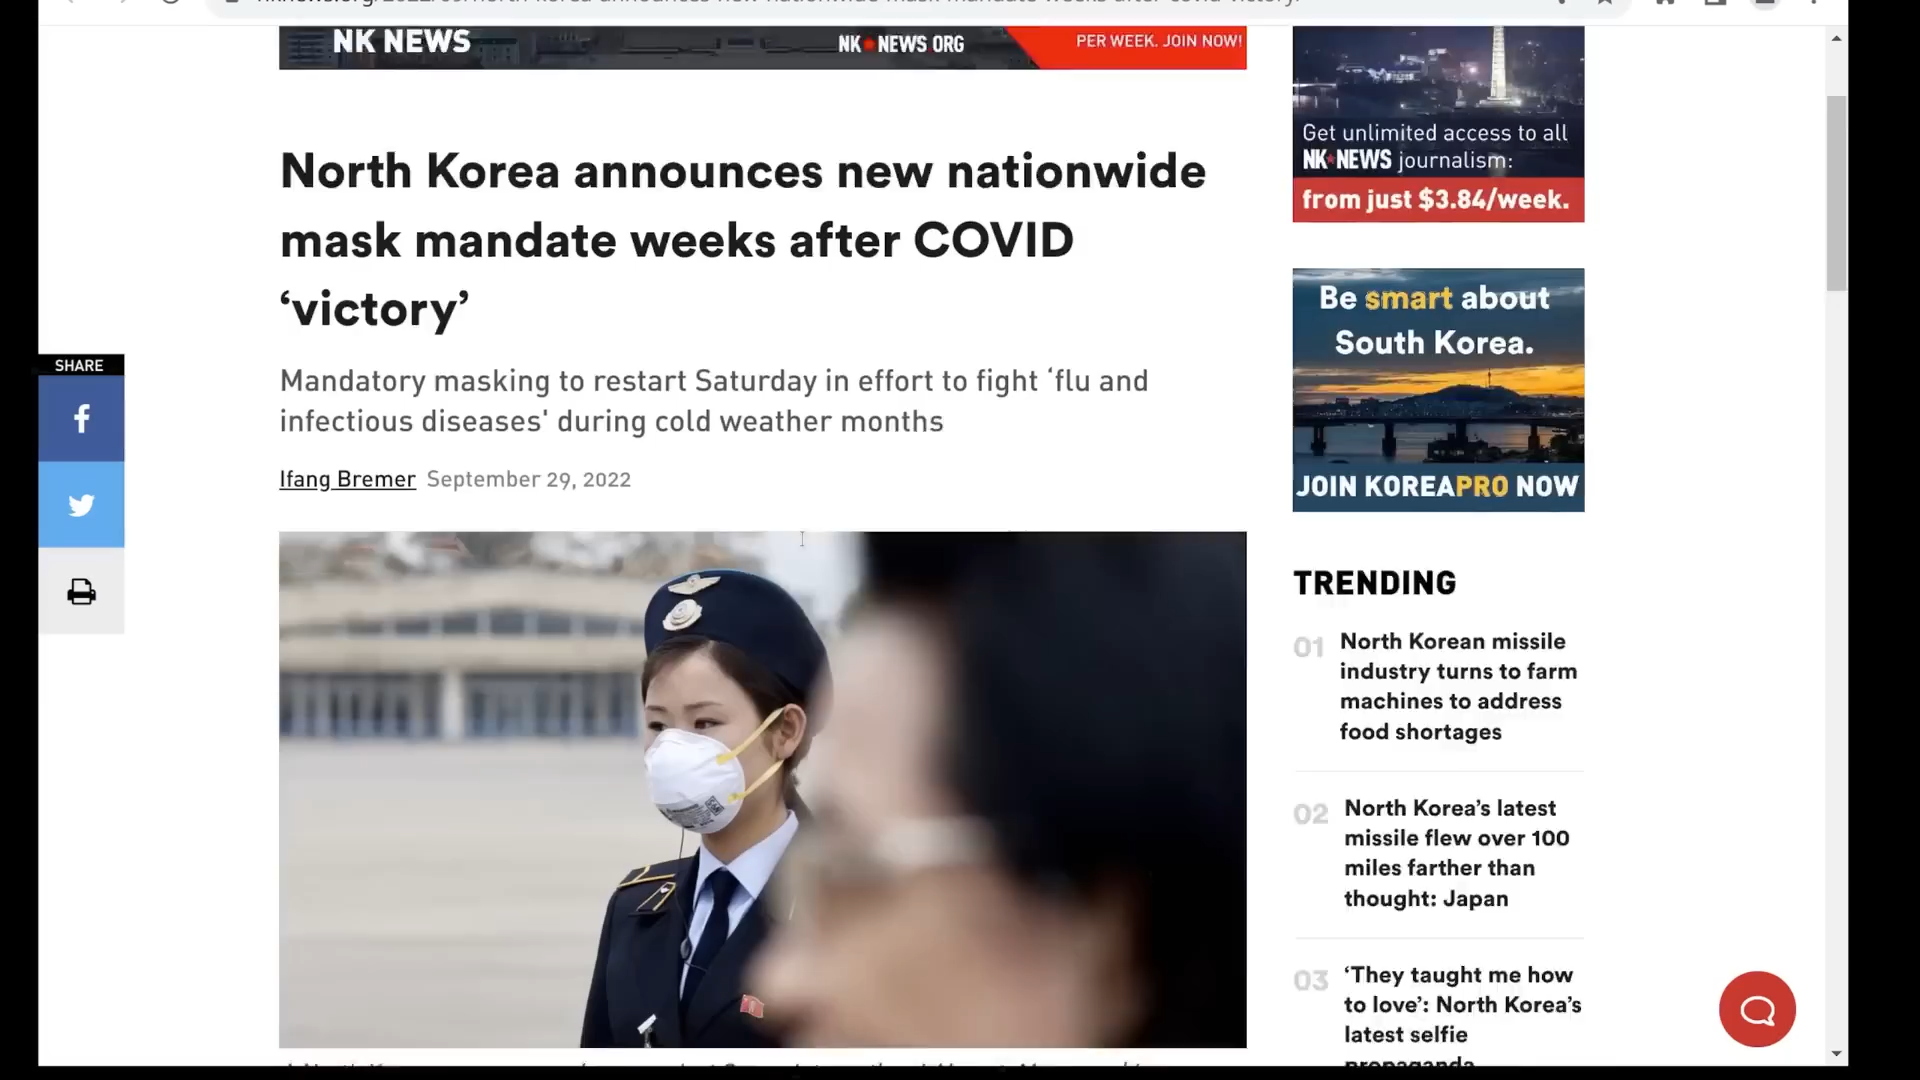 NK NEWS
NK NEWS.ORG
PER WEEK. JOIN NOW!
North Korea announces new nationwide
mask mandate weeks after COVID
‘victory’
Mandatory masking to restart Saturday in effort to fight ‘flu and
infectious diseases' during cold weather months
Ifang Bremer September 29, 2022
SHARE
Get unlimited access to all
NK NEWS journalism:
from just $3.84/week.
Be smart about
South Korea.
JOIN KOREAPRO NOW
TRENDING
01 North Korean missile
industry turns to farm
machines to address
food shortages
02 North Korea’s latest
missile flew over 100
miles farther than
thought: Japan
03 ‘They taught me how
to love’: North Korea’s
latest selfie
propaganda